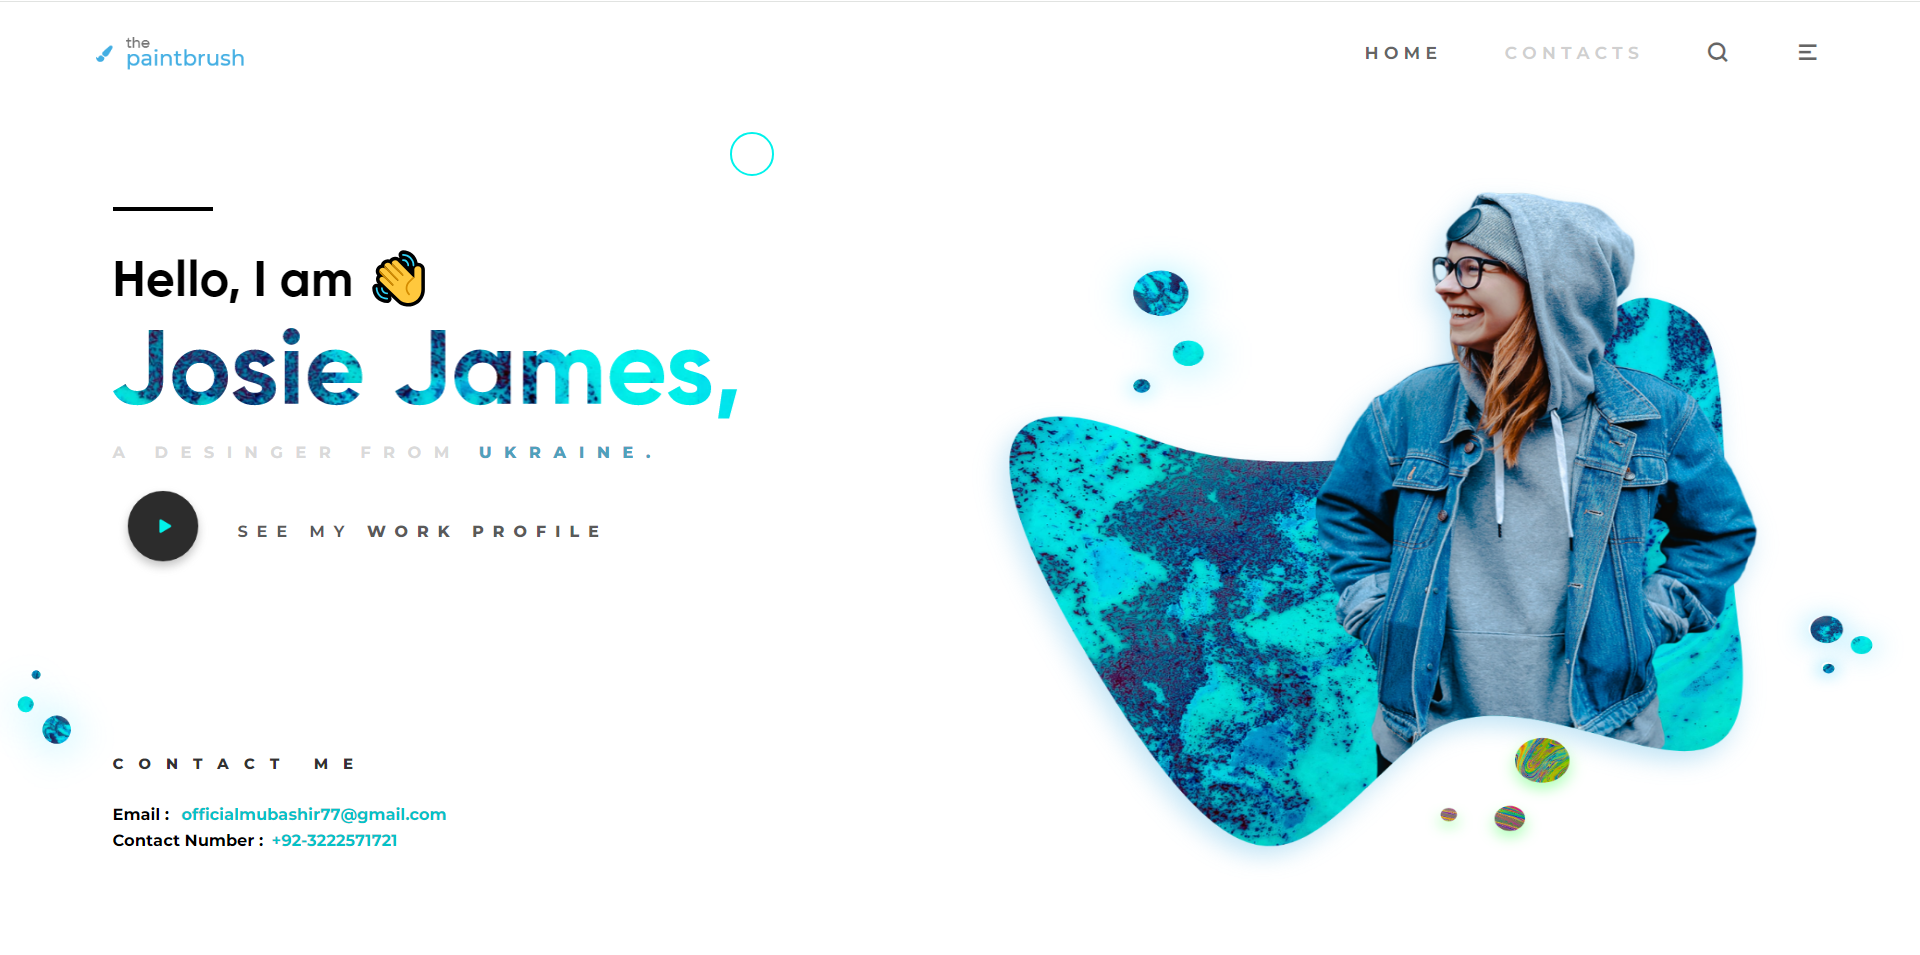 the
paintbrush
HOME CONTACTS
Hello, I am 👋
Josie James,
A DESINGER FROM UKRAINE.
SEE MY WORK PROFILE
CONTACT ME
Email : officialmubashir77@gmail.com
Contact Number : +92-3222571721